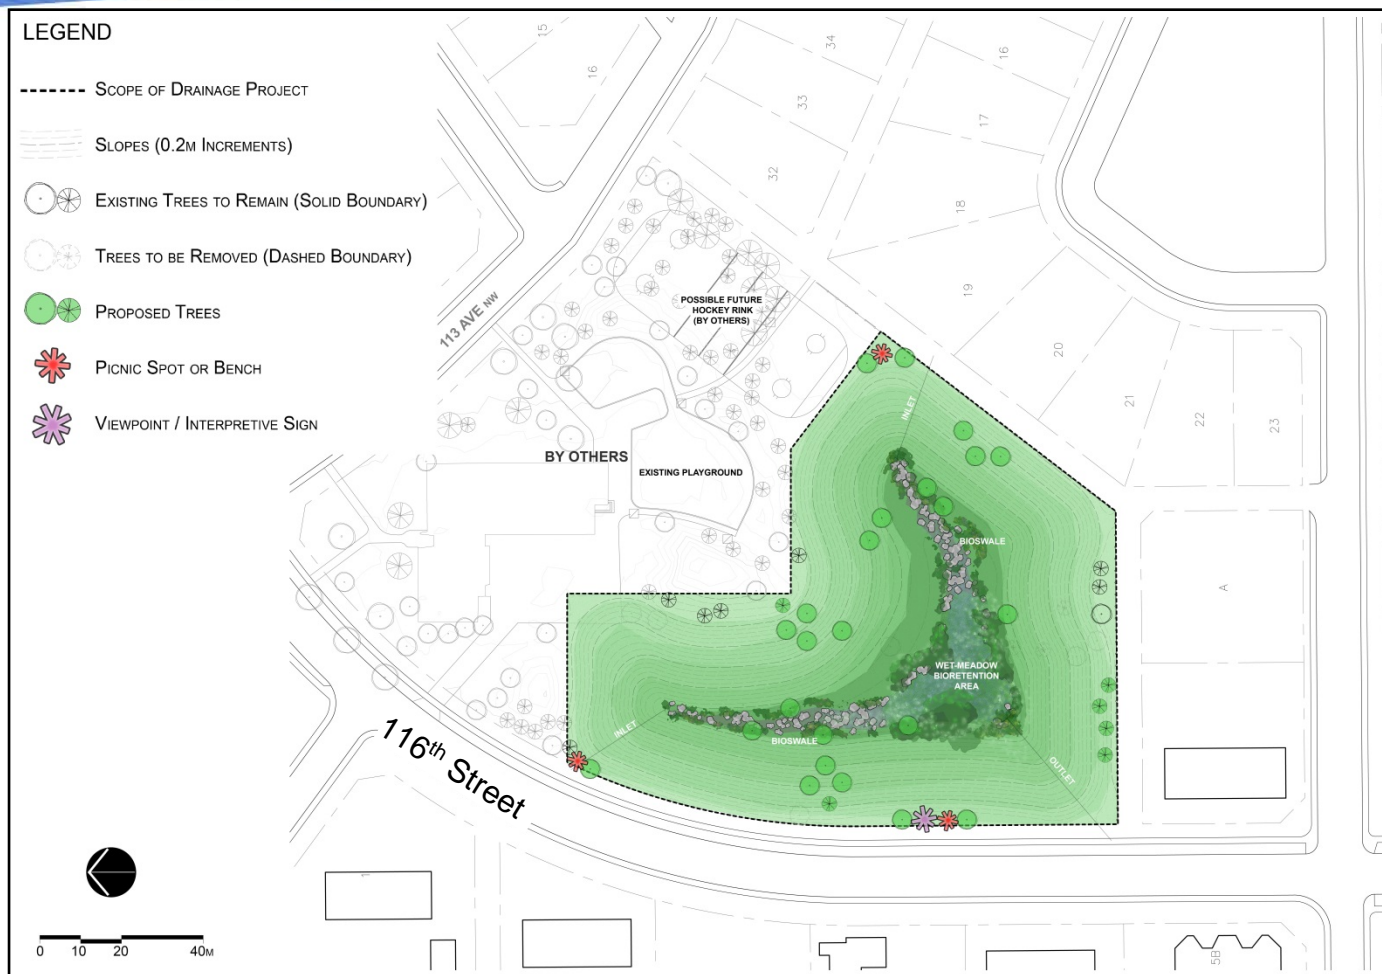 LEGEND
SCOPE OF DRAINAGE PROJECT
SLOPES (0.2M INCREMENTS)
EXISTING TREES TO REMAIN (SOLID BOUNDARY)
TREES TO BE REMOVED (DASHED BOUNDARY)
PROPOSED TREES
PICNIC SPOT OR BENCH
VIEWPOINT / INTERPRETIVE SIGN
15
16
34
33
32
16
17
18
19
20
21
22
23
A
113 AVE NW
POSSIBLE FUTURE
HOCKEY RINK
(BY OTHERS)
BY OTHERS
EXISTING PLAYGROUND
INLET
BIOSWALE
WET-MEADOW
BIORETENTION
AREA
INLET
BIOSWALE
OUTLET
116th Street
1
5B
0 10 20 40M